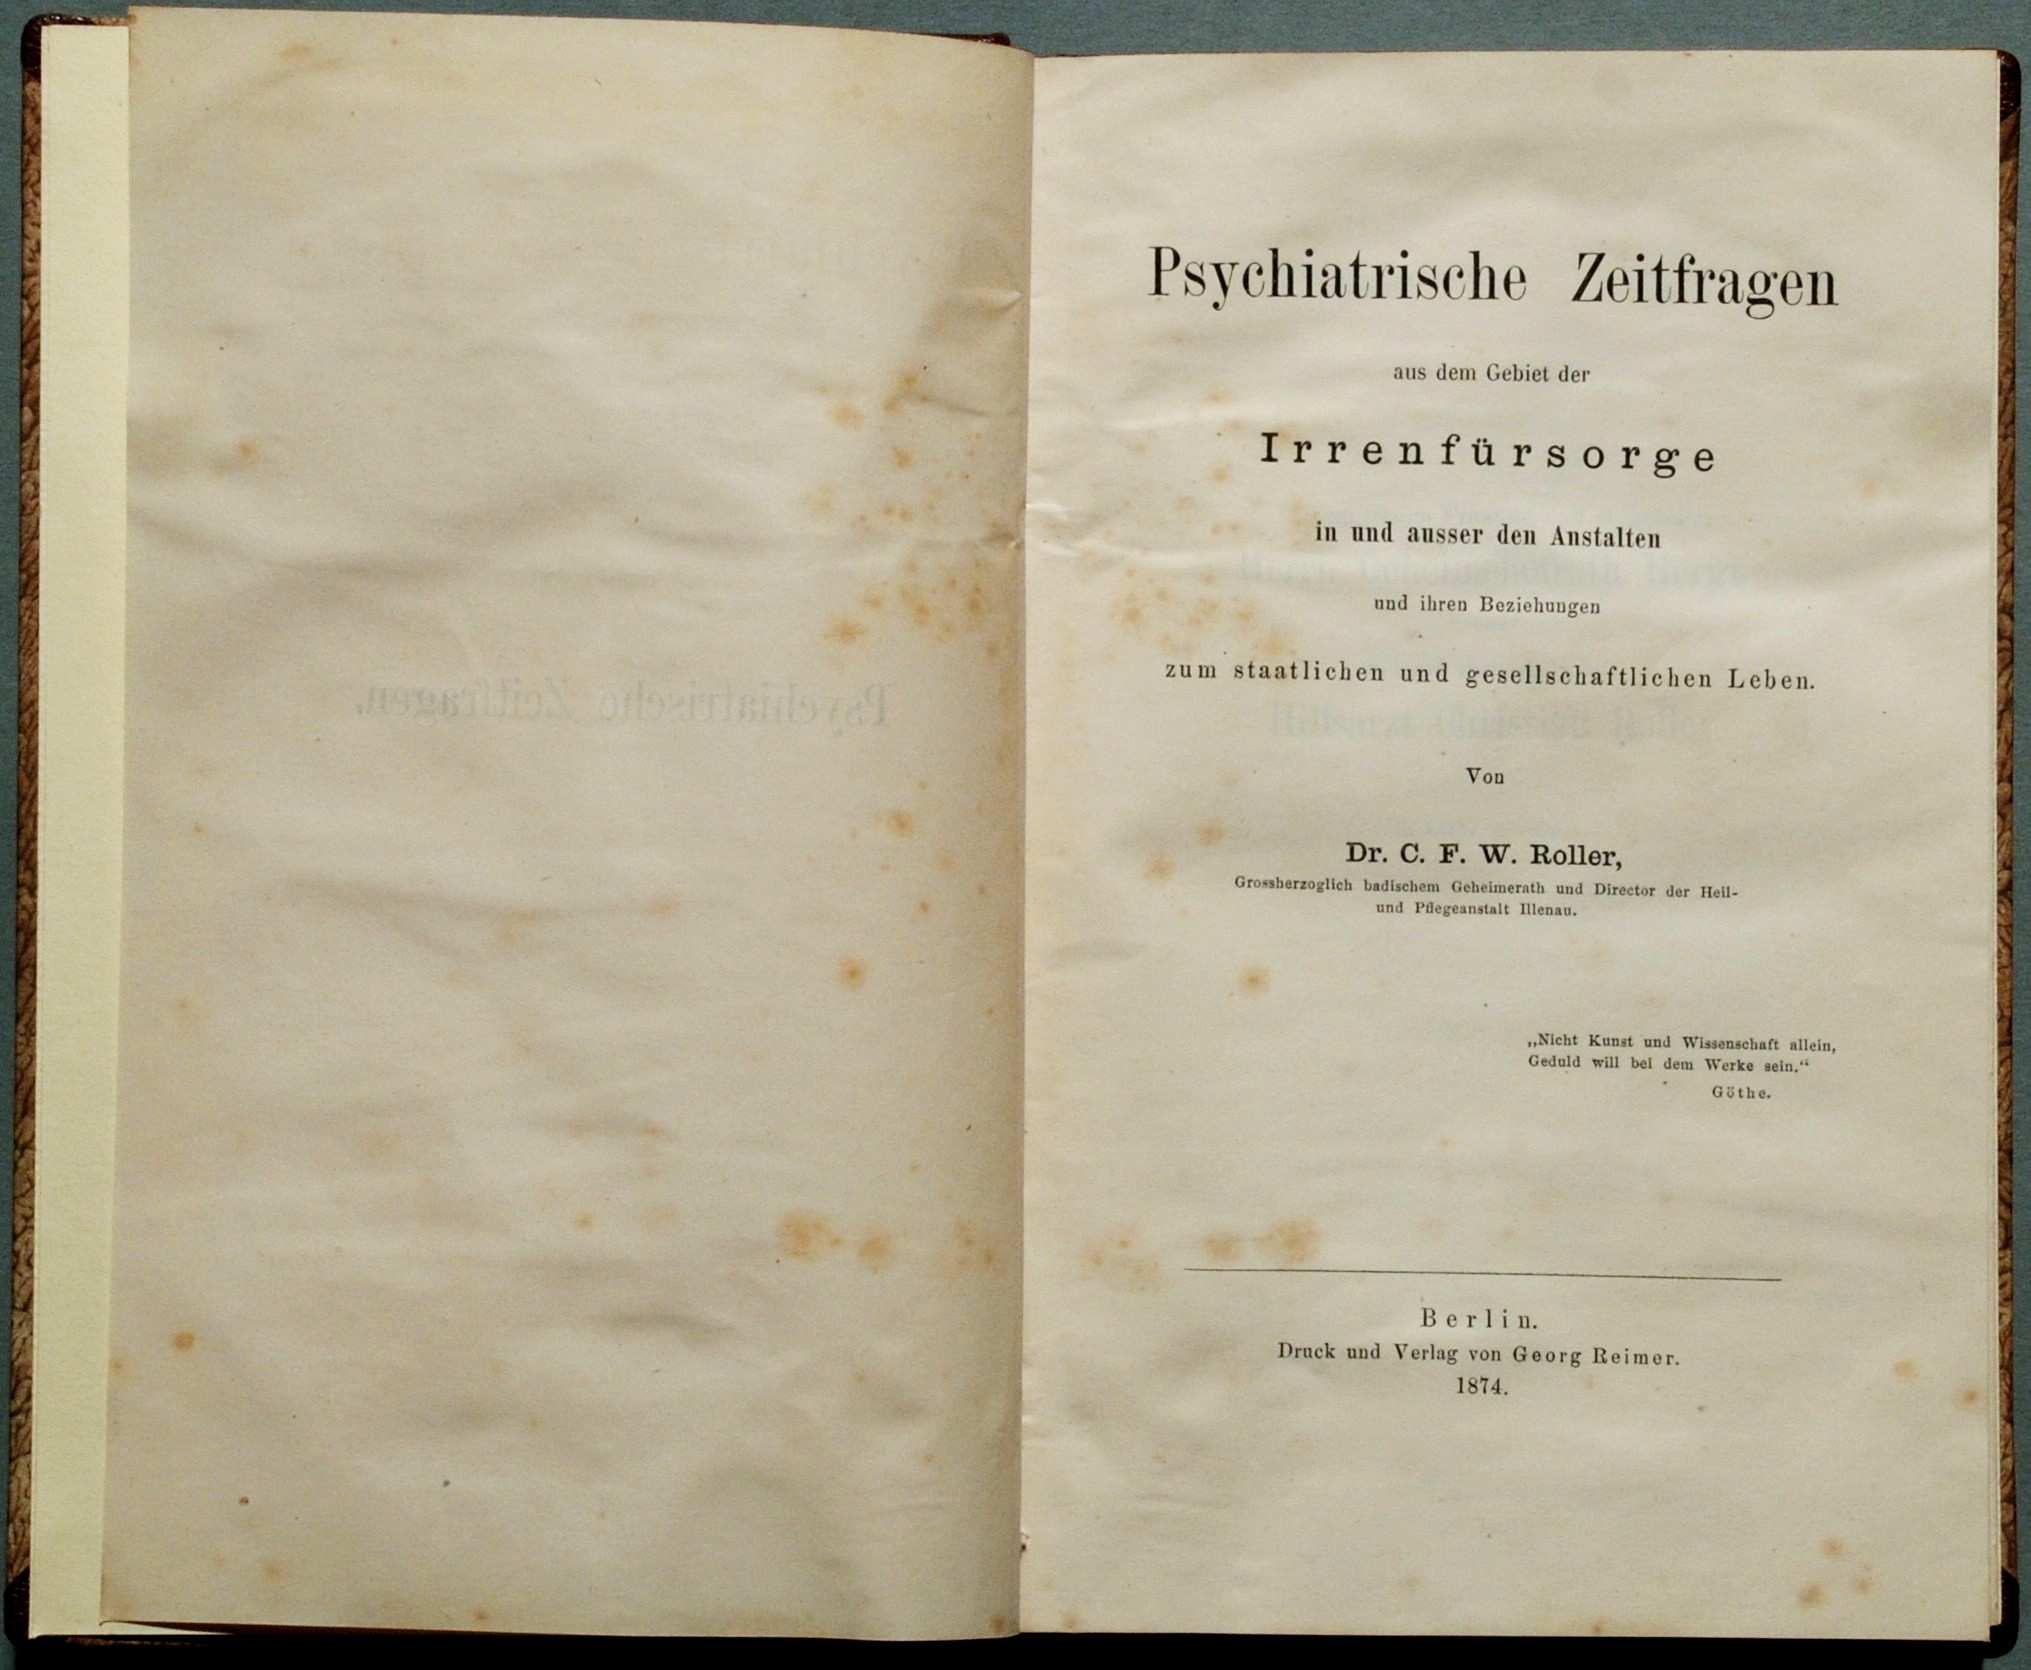 Psychiatrische Zeitfragen.
Psychiatrische Zeitfragen
aus dem Gebiet der
Irrenfürsorge
in und ausser den Anstalten
und ihren Beziehungen
zum staatlichen und gesellschaftlichen Leben.
Von
Dr. C. F. W. Roller,
Grossherzoglich badischem Geheimerath und Director der Heil-
und Pflegeanstalt Illenau.
„Nicht Kunst und Wissenschaft allein,
Geduld will bei dem Werke sein.“
Göthe.
Berlin.
Druck und Verlag von Georg Reimer.
1874.